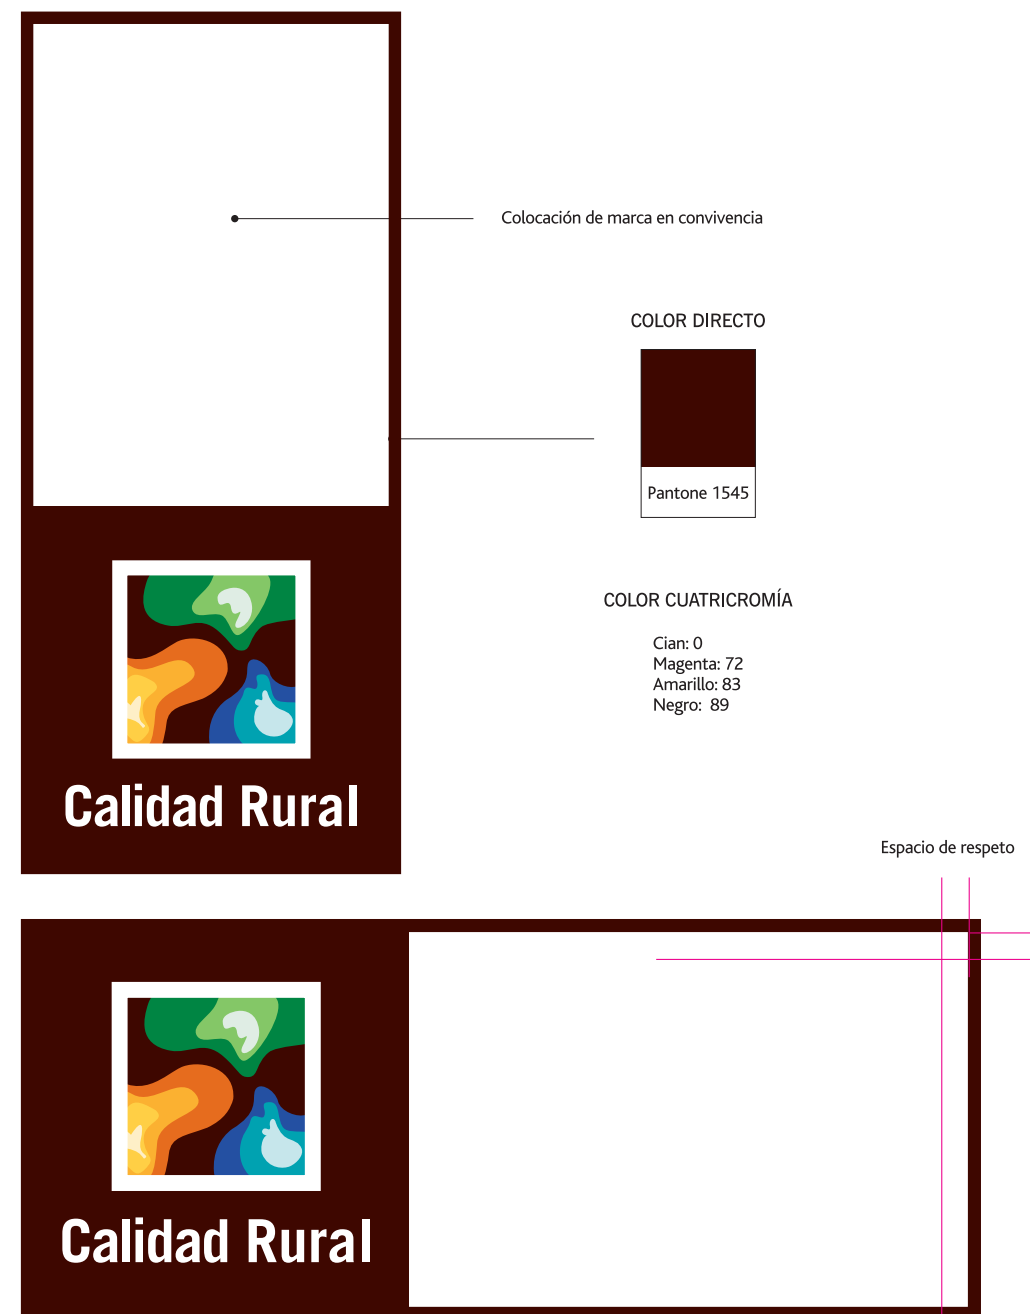 Colocación de marca en convivencia
COLOR DIRECTO
Pantone 1545
COLOR CUATRICROMÍA
Cian: 0
Magenta: 72
Amarillo: 83
Negro: 89
Calidad Rural
Espacio de respeto
Calidad Rural